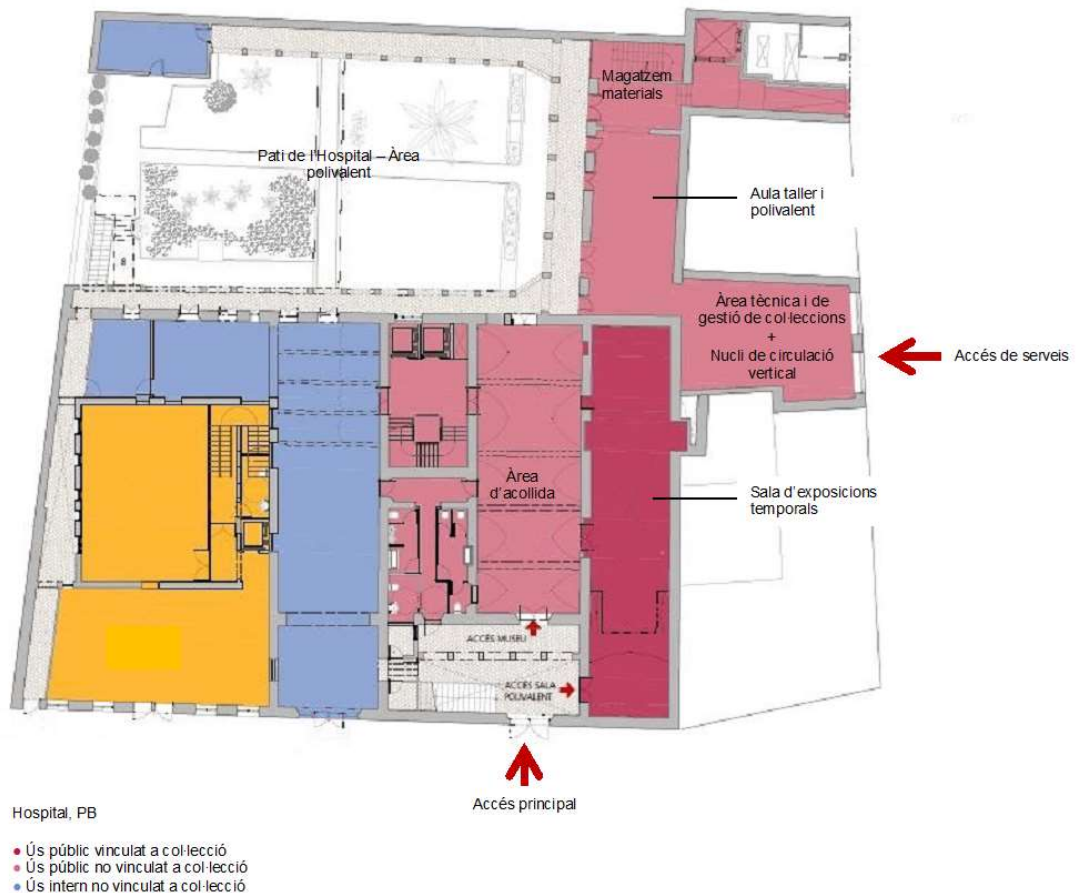 Magatzem
materials
Pati de l'Hospital – Àrea
polivalent
Aula taller i
polivalent
Àrea tècnica i de
gestió de col·leccions
+
Nucli de circulació
vertical
Accés de serveis
Àrea
d'acollida
Sala d'exposicions
temporals
ACCÉS MUSEU
ACCÉS SALA
POLIVALENT
Accés principal
Hospital, PB
● Ús públic vinculat a col·lecció
● Ús públic no vinculat a col·lecció
● Ús intern no vinculat a col·lecció